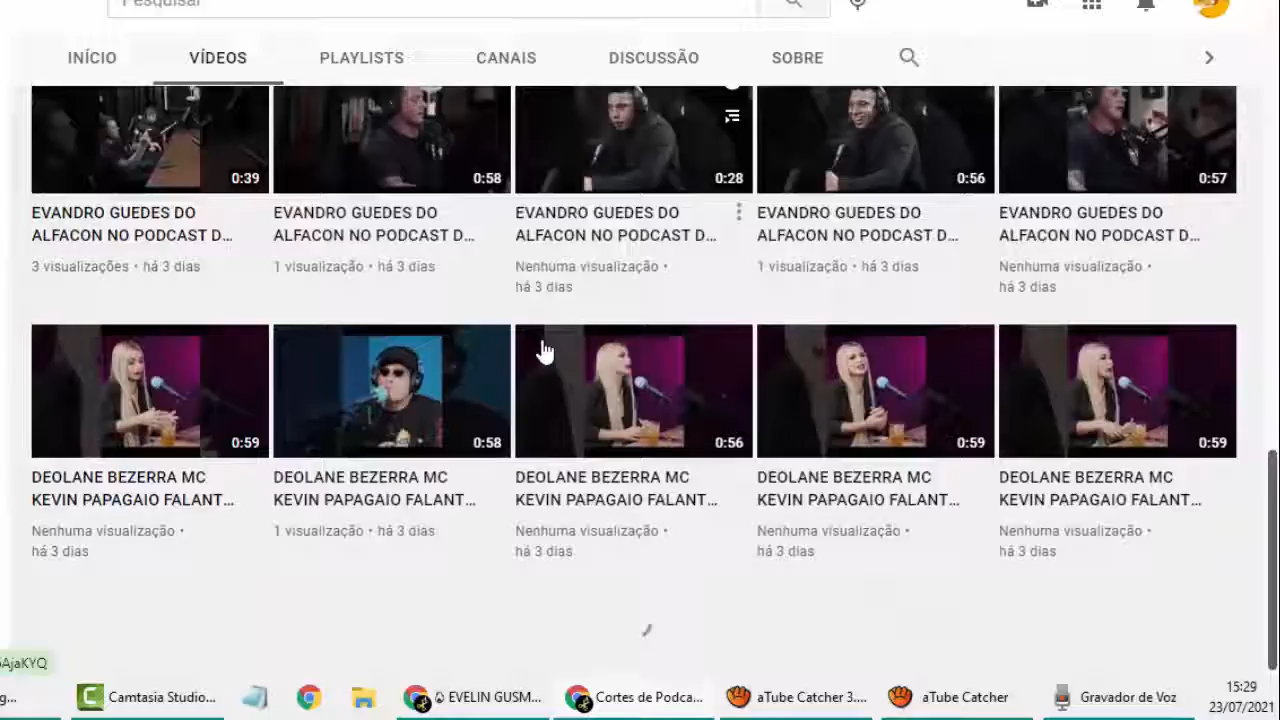 Pesquisar
INÍCIO VÍDEOS PLAYLISTS CANAIS DISCUSSÃO SOBRE
0:39 0:58 0:28 0:56 0:57
EVANDRO GUEDES DO EVANDRO GUEDES DO EVANDRO GUEDES DO EVANDRO GUEDES DO EVANDRO GUEDES DO
ALFACON NO PODCAST D... ALFACON NO PODCAST D... ALFACON NO PODCAST D... ALFACON NO PODCAST D... ALFACON NO PODCAST D...
3 visualizações • há 3 dias 1 visualização • há 3 dias Nenhuma visualização • 1 visualização • há 3 dias Nenhuma visualização •
há 3 dias há 3 dias
0:59 0:58 0:56 0:59 0:59
DEOLANE BEZERRA MC DEOLANE BEZERRA MC DEOLANE BEZERRA MC DEOLANE BEZERRA MC DEOLANE BEZERRA MC
KEVIN PAPAGAIO FALANT... KEVIN PAPAGAIO FALANT... KEVIN PAPAGAIO FALANT... KEVIN PAPAGAIO FALANT... KEVIN PAPAGAIO FALANT...
Nenhuma visualização • 1 visualização • há 3 dias Nenhuma visualização • Nenhuma visualização • Nenhuma visualização •
há 3 dias há 3 dias há 3 dias há 3 dias
AjaKYQ
g... Camtasia Studio... EVELIN GUSM... Cortes de Podca... aTube Catcher 3.... aTube Catcher Gravador de Voz 15:29
23/07/2021